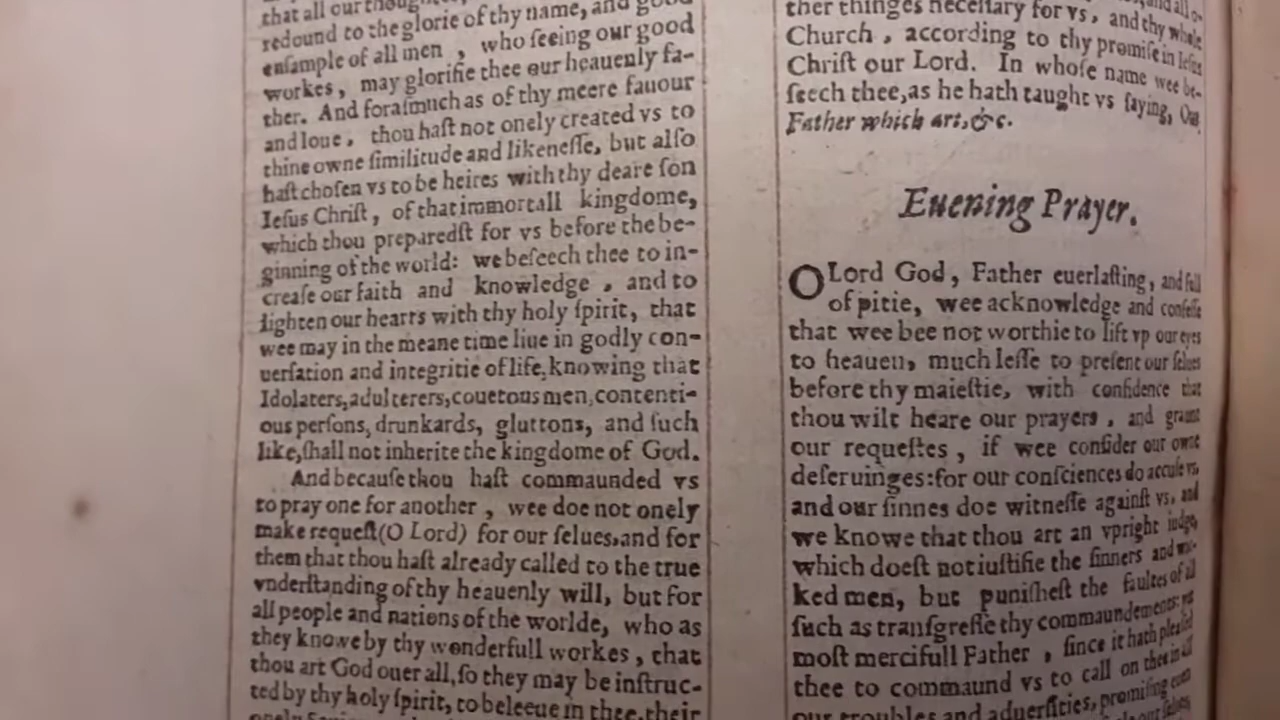 that all our thoughts,
redound to the glorie of thy name, and good
ensample of all men , who ſeeing our good
workes , may glorifie thee our heauenly fa-
ther. And foraſmuch as of thy meere fauour
and loue , thou haſt not onely created vs to
thine owne ſimilitude and likeneſſe, but alſo
haſt choſen vs to be heires with thy deare ſon
Ieſus Chriſt , of that immortall kingdome,
which thou preparedſt for vs before the be-
ginning of the world: we beſeech thee to in-
creaſe our faith and knowledge , and to
lighten our hearts with thy holy ſpirit, that
wee may in the meane time liue in godly con-
uerſation and integritie of life, knowing that
Idolaters, adulterers, couetous men, contenti-
ous perſons, drunkards, gluttons, and ſuch
like, ſhall not inherite the kingdome of God.
And becauſe thou haſt commaunded vs
to pray one for another , wee doe not onely
make requeſt (O Lord) for our ſelues, and for
them that thou haſt already called to the true
vnderſtanding of thy heauenly will, but for
all people and nations of the worlde, who as
they knowe by thy wonderfull workes , that
thou art God ouer all, ſo they may be inſtruc-
ted by thy holy ſpirit, to beleeue in thee, their
onely
and all o-
ther thinges neceſſary for vs , and thy whole
Church , according to thy promiſe in Ieſus
Chriſt our Lord. In whoſe name wee be-
ſeech thee, as he hath taught vs ſaying, Our
Father which art, &c.
Euening Prayer.
O Lord God , Father euerlaſting, and full
of pitie, wee acknowledge and confeſſe
that wee bee not worthie to lift vp our eyes
to heauen, much leſſe to preſent our ſelues
before thy maieſtie, with confidence that
thou wilt heare our prayers , and graunt
our requeſtes , if wee conſider our owne
deſeruinges: for our conſciences do accuſe vs,
and our ſinnes doe witneſſe againſt vs, and
we knowe that thou art an vpright iudge,
which doeſt not iuſtifie the ſinners and wic-
ked men, but puniſheſt the faultes of all
ſuch as tranſgreſſe thy commaundements: yet
moſt mercifull Father , ſince it hath pleaſed
thee to commaund vs to call on thee in all
our troubles and aduerſities, promiſing